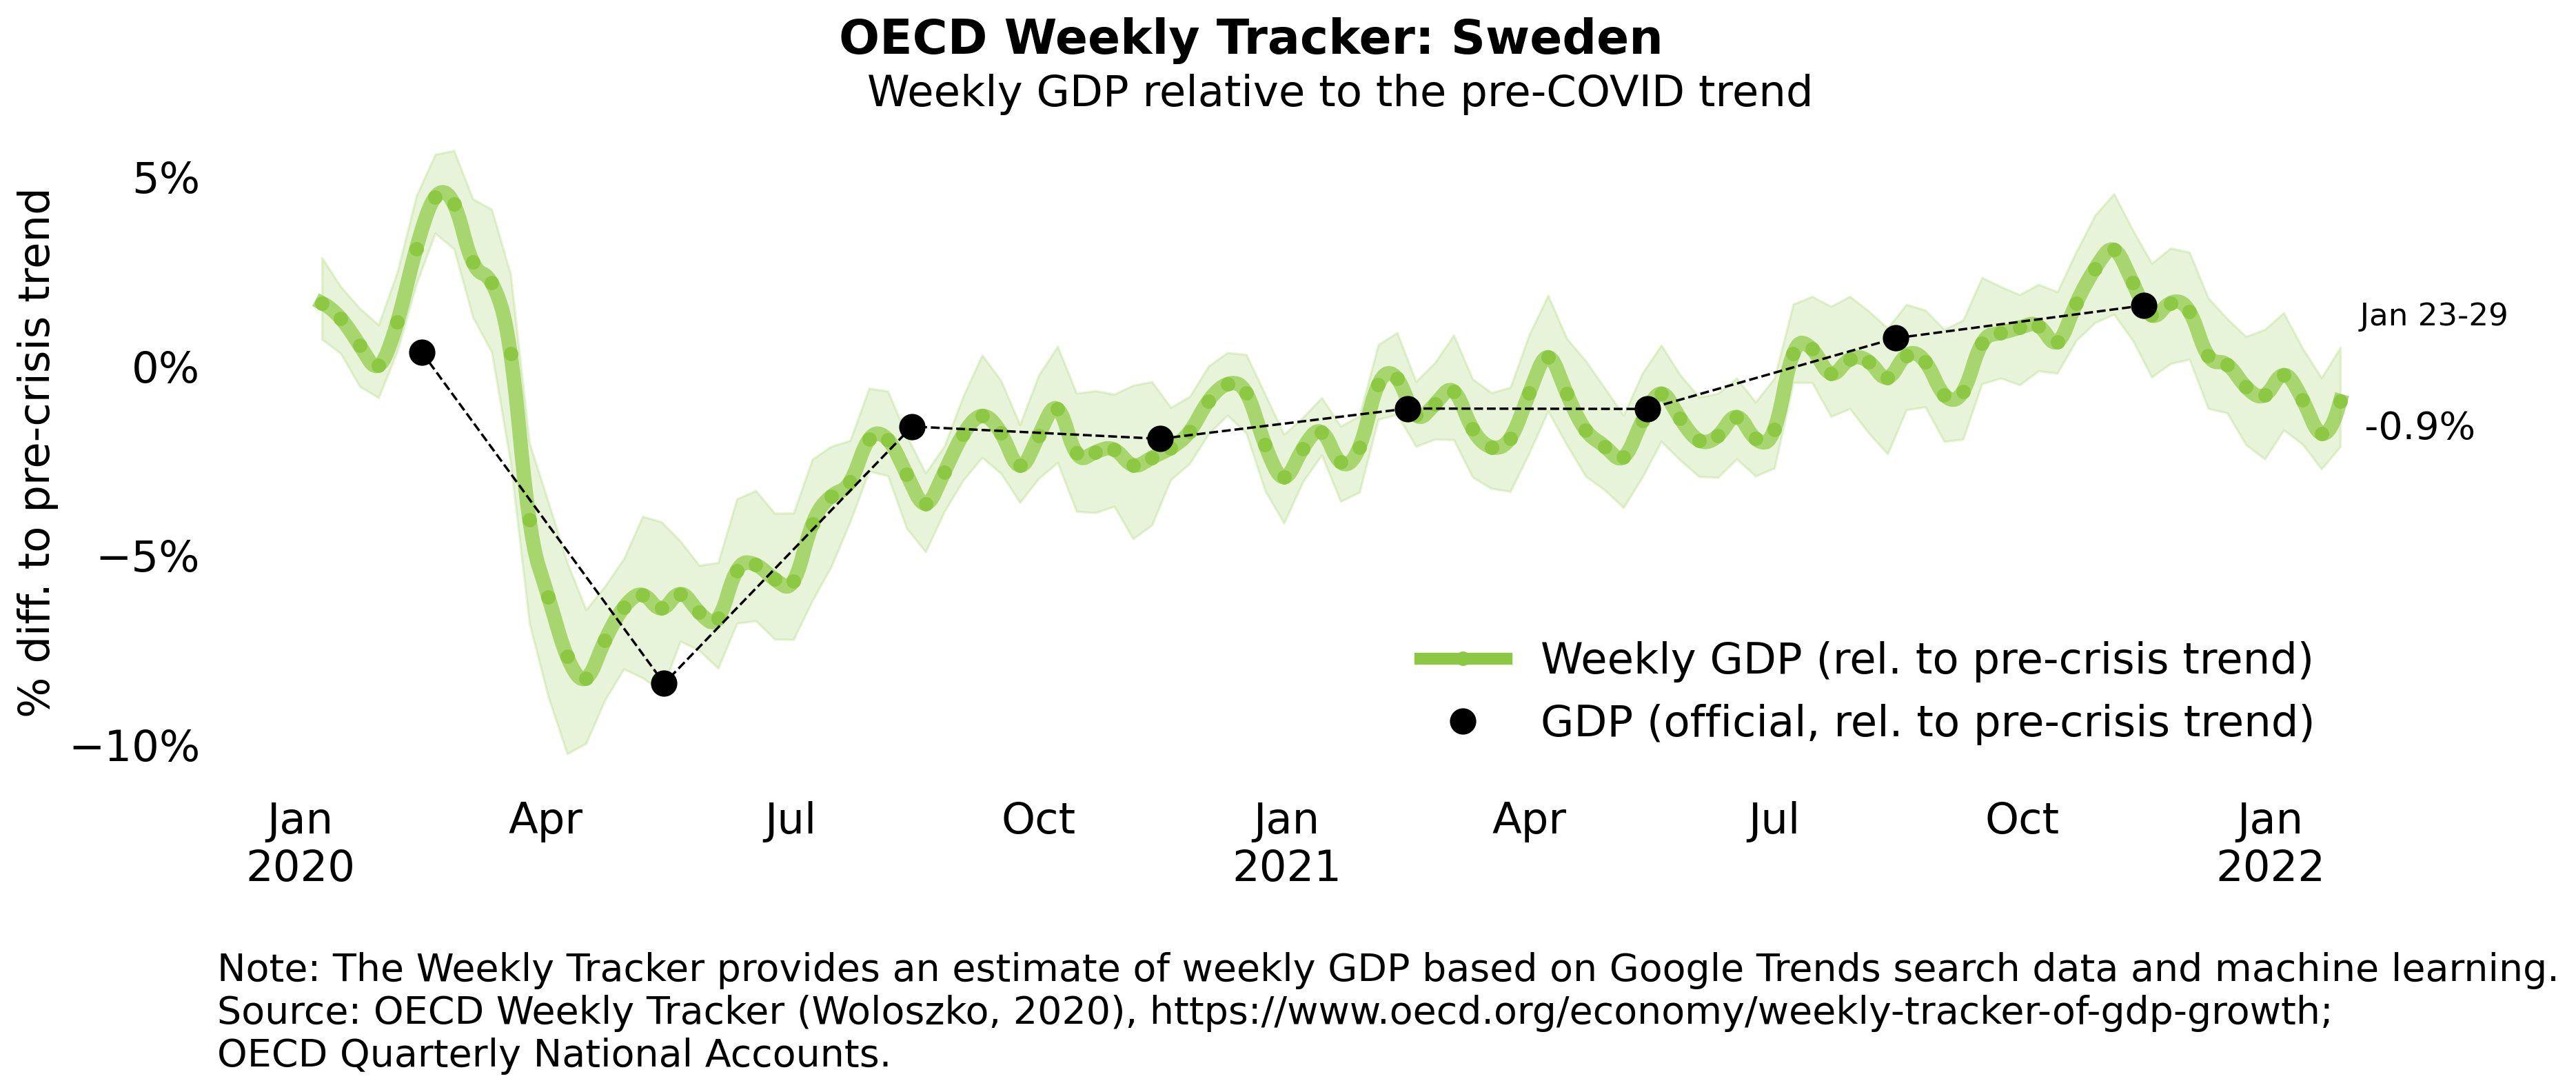 OECD Weekly Tracker: Sweden
Weekly GDP relative to the pre-COVID trend
% diff. to pre-crisis trend
5%
0%
−5%
−10%
Jan 23-29
-0.9%
Weekly GDP (rel. to pre-crisis trend)
GDP (official, rel. to pre-crisis trend)
Jan Apr Jul Oct Jan Apr Jul Oct Jan
2020 2021 2022
Note: The Weekly Tracker provides an estimate of weekly GDP based on Google Trends search data and machine learning.
Source: OECD Weekly Tracker (Woloszko, 2020), https://www.oecd.org/economy/weekly-tracker-of-gdp-growth;
OECD Quarterly National Accounts.